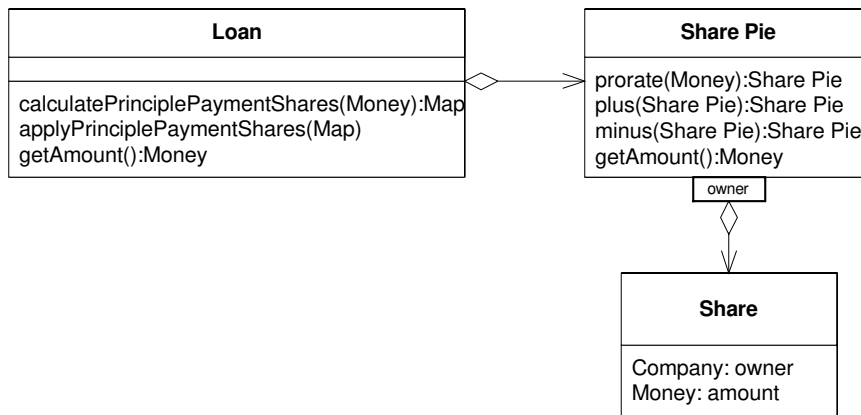 Loan
calculatePrinciplePaymentShares(Money):Map
applyPrinciplePaymentShares(Map)
getAmount():Money
Share Pie
prorate(Money):Share Pie
plus(Share Pie):Share Pie
minus(Share Pie):Share Pie
getAmount():Money
owner
Share
Company: owner
Money: amount